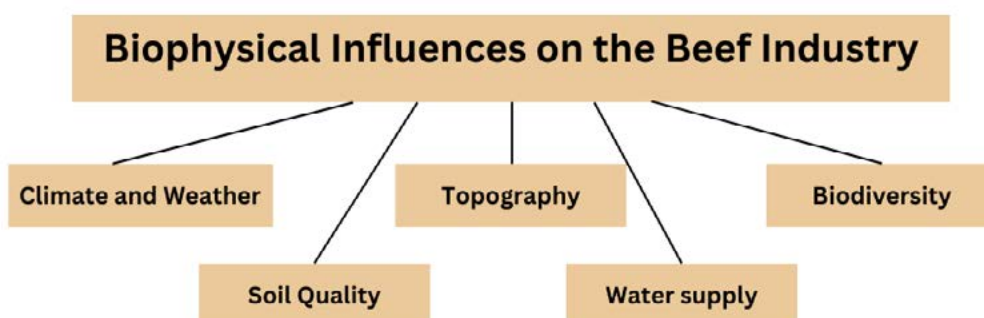 Biophysical Influences on the Beef Industry
Climate and Weather
Topography
Biodiversity
Soil Quality
Water supply